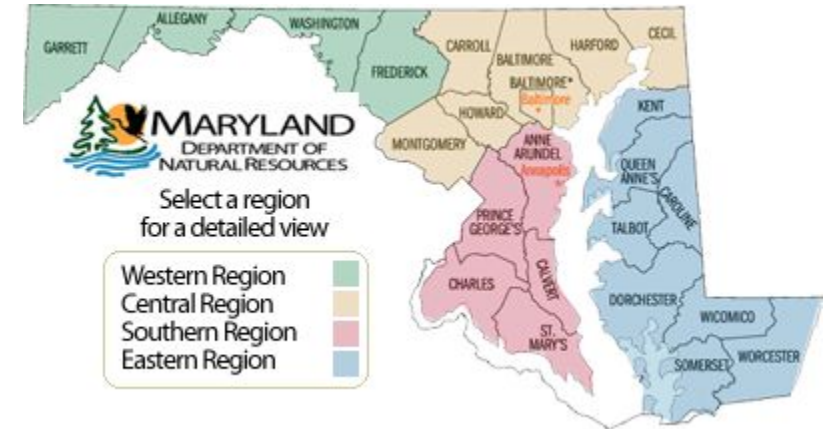 GARRETT
ALLEGANY
WASHINGTON
FREDERICK
CARROLL
BALTIMORE
HARFORD
CECIL
BALTIMORE*
Baltimore
HOWARD
MONTGOMERY
KENT
ANNE
ARUNDEL
Annapolis
QUEEN
ANNE'S
CAROLINE
TALBOT
PRINCE
GEORGE'S
CHARLES
CALVERT
ST.
MARY'S
DORCHESTER
WICOMICO
SOMERSET
WORCESTER
MARYLAND
DEPARTMENT OF
NATURAL RESOURCES
Select a region
for a detailed view
Western Region
Central Region
Southern Region
Eastern Region